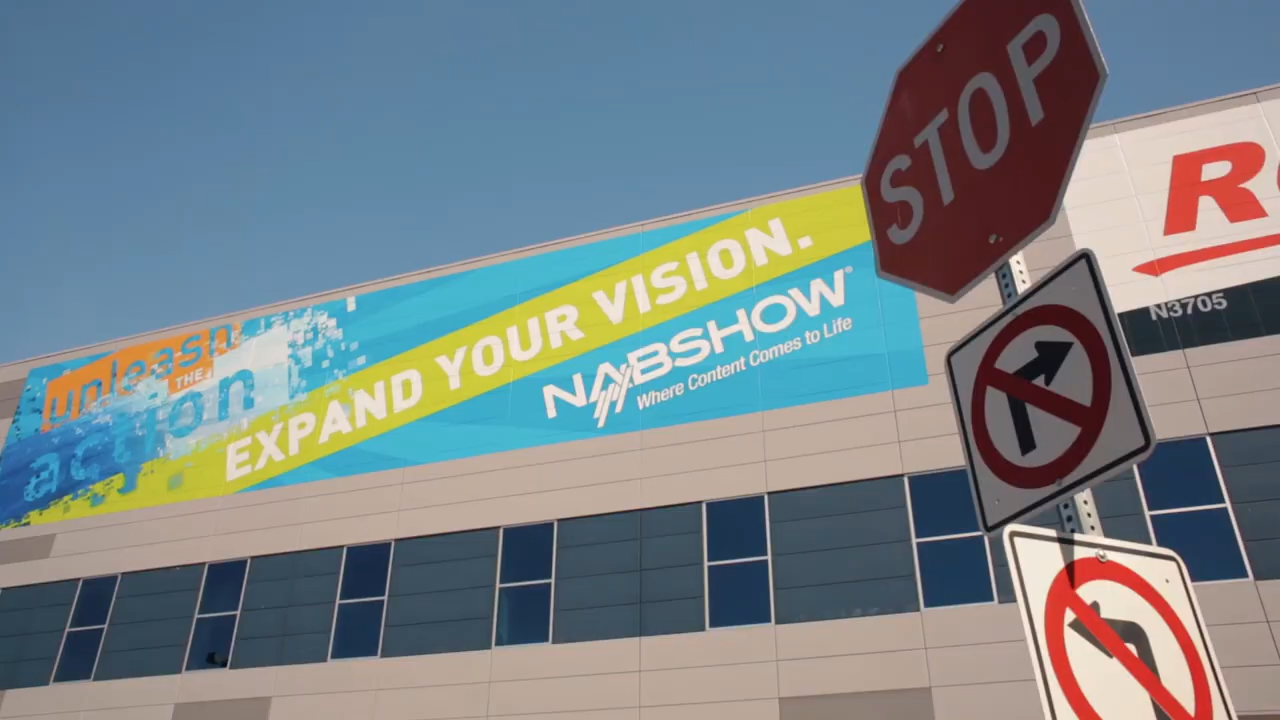 STOP
unleash
THE
action
EXPAND YOUR VISION.
NABSHOW®
Where Content Comes to Life
N3705